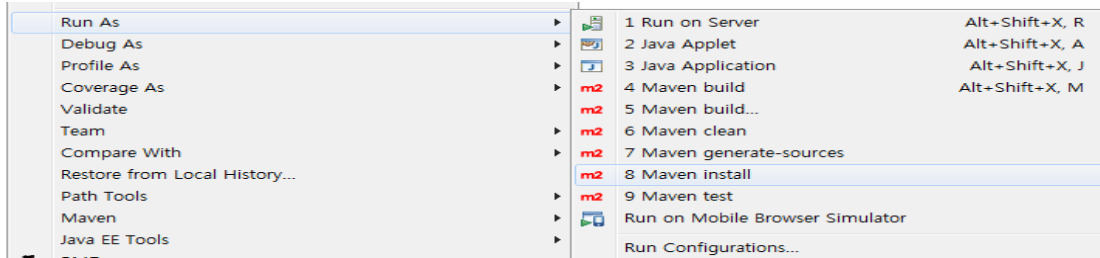 Run As
Debug As
Profile As
Coverage As
Validate
Team
Compare With
Restore from Local History...
Path Tools
Maven
Java EE Tools
1 Run on Server Alt+Shift+X, R
2 Java Applet Alt+Shift+X, A
3 Java Application Alt+Shift+X, J
m2 4 Maven build Alt+Shift+X, M
m2 5 Maven build...
m2 6 Maven clean
m2 7 Maven generate-sources
m2 8 Maven install
m2 9 Maven test
Run on Mobile Browser Simulator
Run Configurations...